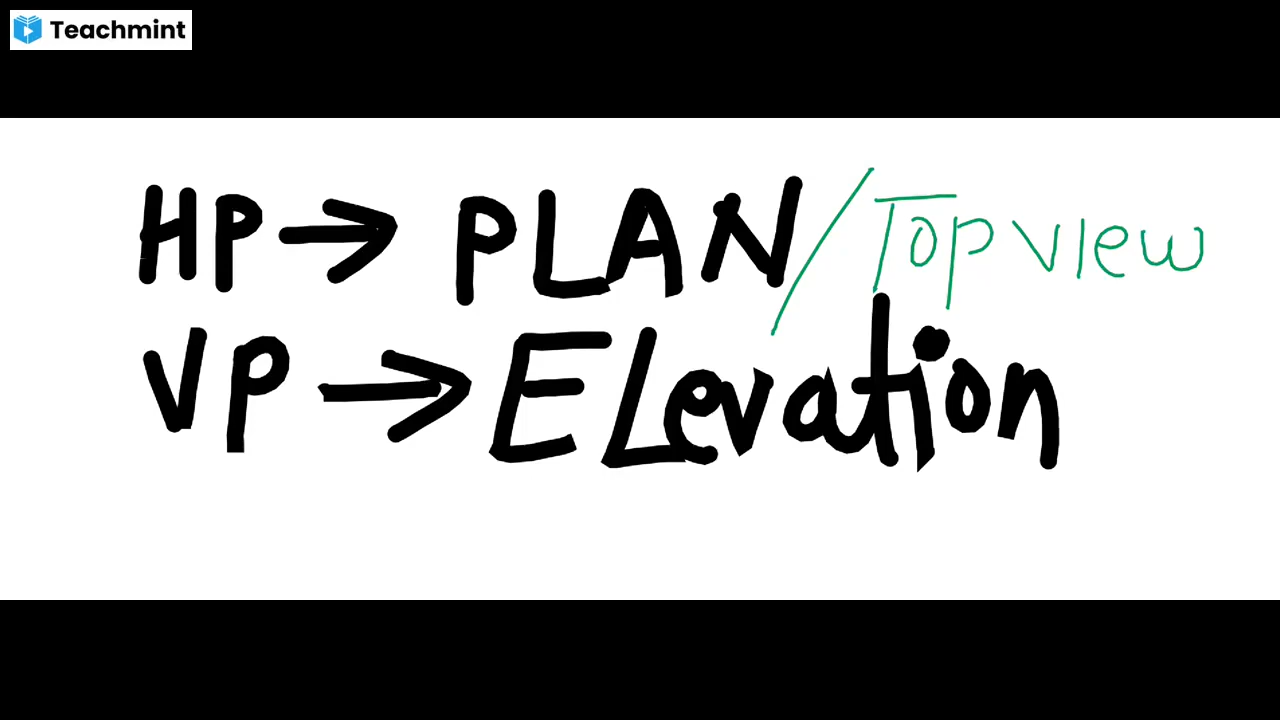 Teachmint
HP → PLAN/Top view
VP → ELevation